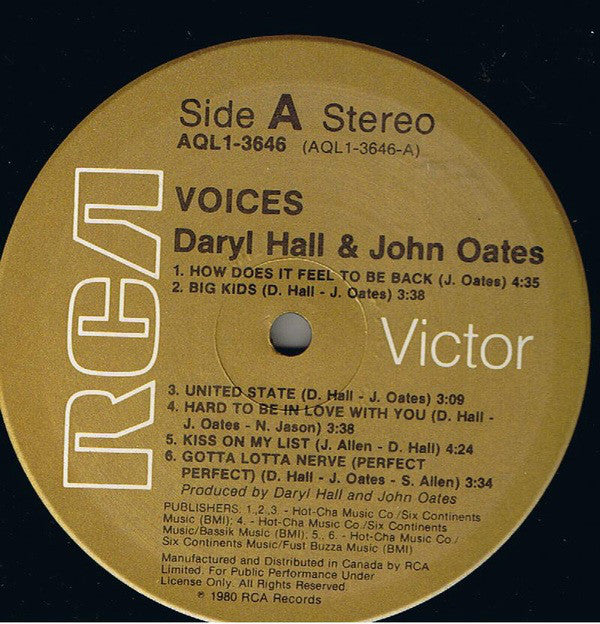 RCA
Side A Stereo
AQL1-3646 (AQL1-3646-A)
VOICES
Daryl Hall & John Oates
1. HOW DOES IT FEEL TO BE BACK (J. Oates) 4:35
2. BIG KIDS (D. Hall - J. Oates) 3:38
Victor
3. UNITED STATE (D. Hall - J. Oates) 3:09
4. HARD TO BE IN LOVE WITH YOU (D. Hall -
J. Oates - N. Jason) 3:38
5. KISS ON MY LIST (J. Allen - D. Hall) 4:24
6. GOTTA LOTTA NERVE (PERFECT
PERFECT) (D. Hall - J. Oates - S. Allen) 3:34
Produced by Daryl Hall and John Oates
PUBLISHERS: 1.,2.,3. - Hot-Cha Music Co./Six Continents
Music (BMI); 4. - Hot-Cha Music Co./Six Continents
Music/Bassik Music (BMI); 5., 6. - Hot-Cha Music Co./
Six Continents Music/Fust Buzza Music (BMI)
Manufactured and Distributed in Canada by RCA
Limited. For Public Performance Under
License Only. All Rights Reserved.
℗ 1980 RCA Records